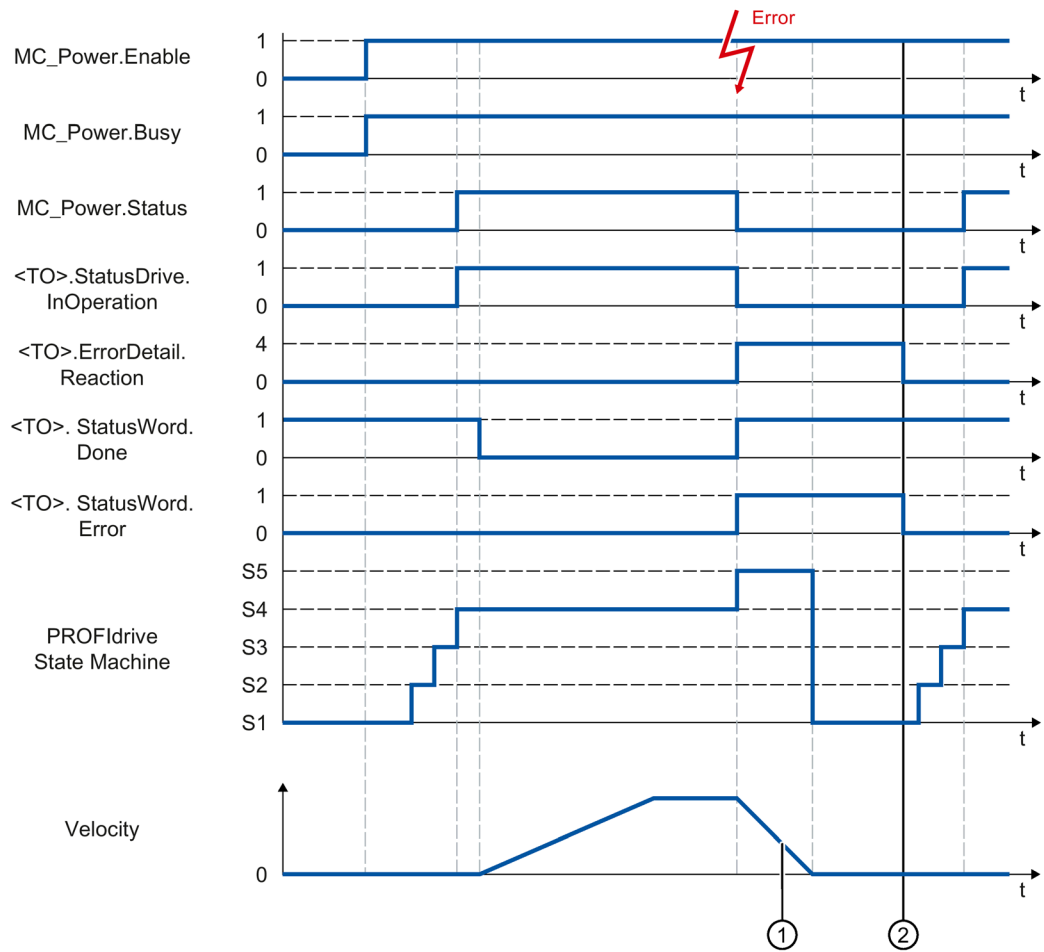 Error
MC_Power.Enable
1
0
t
MC_Power.Busy
1
0
t
MC_Power.Status
1
0
t
<TO>.StatusDrive.
InOperation
1
0
t
<TO>.ErrorDetail.
Reaction
4
0
t
<TO>. StatusWord.
Done
1
0
t
<TO>. StatusWord.
Error
1
0
t
PROFIdrive
State Machine
S5
S4
S3
S2
S1
t
Velocity
0
t
1
2